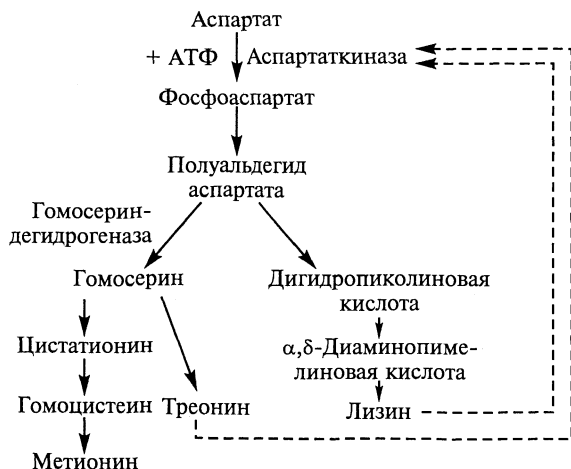 Аспартат
+ АТФ Аспартаткиназа
Фосфоаспартат
Полуальдегид
аспартата
Гомосерин-
дегидрогеназа
Гомосерин
Дигидропиколиновая
кислота
Цистатионин
α,δ-Диаминопиме-
линовая кислота
Гомоцистеин
Треонин
Лизин
Метионин